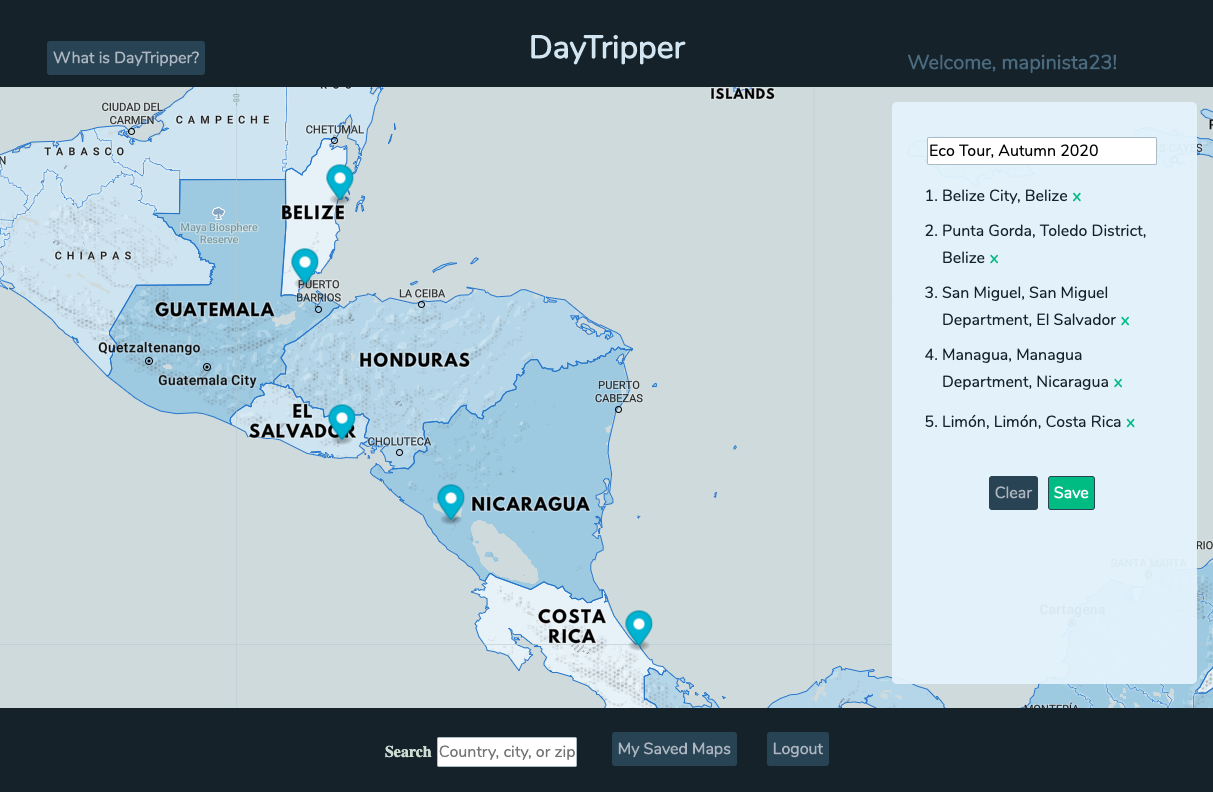 What is DayTripper?
DayTripper
Welcome, mapinista23!
ISLANDS
CIUDAD DEL
CARMEN
CAMPECHE
CHETUMAL
TABASCO
BELIZE
Maya Biosphere
Reserve
CHIAPAS
PUERTO
BARRIOS
LA CEIBA
GUATEMALA
Quetzaltenango
HONDURAS
Guatemala City
PUERTO
CABEZAS
EL
SALVADOR
CHOLUTECA
NICARAGUA
COSTA
RICA
Eco Tour, Autumn 2020
1. Belize City, Belize x
2. Punta Gorda, Toledo District,
Belize x
3. San Miguel, San Miguel
Department, El Salvador x
4. Managua, Managua
Department, Nicaragua x
5. Limón, Limón, Costa Rica x
Clear
Save
SANTA MARTA
Cartagena
MONTERÍA
Search
Country, city, or zip
My Saved Maps
Logout